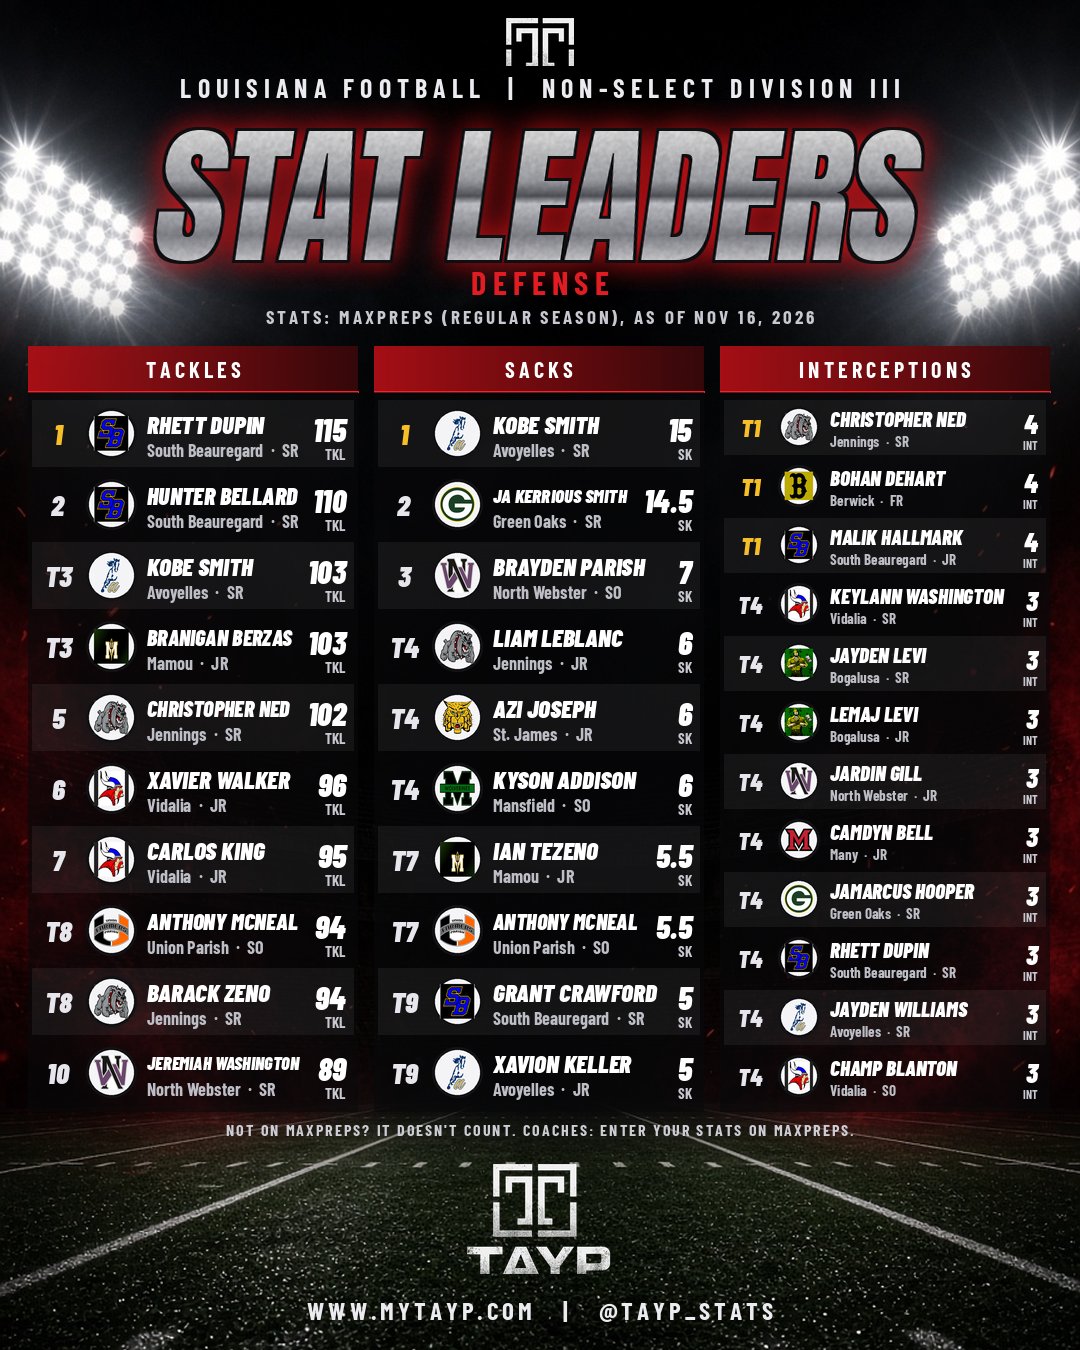 LOUISIANA FOOTBALL | NON-SELECT DIVISION III
STAT LEADERS
DEFENSE
STATS: MAXPREPS (REGULAR SEASON), AS OF NOV 16, 2026
TACKLES
1 RHETT DUPIN 115
South Beauregard · SR TKL
2 HUNTER BELLARD 110
South Beauregard · SR TKL
T3 KOBE SMITH 103
Avoyelles · SR TKL
T3 BRANIGAN BERZAS 103
Mamou · JR TKL
5 CHRISTOPHER NED 102
Jennings · SR TKL
6 XAVIER WALKER 96
Vidalia · JR TKL
7 CARLOS KING 95
Vidalia · JR TKL
T8 ANTHONY MCNEAL 94
Union Parish · SO TKL
T8 BARACK ZENO 94
Jennings · SR TKL
10 JEREMIAH WASHINGTON 89
North Webster · SR TKL
SACKS
1 KOBE SMITH 15
Avoyelles · SR SK
2 JA KERRIOUS SMITH 14.5
Green Oaks · SR SK
3 BRAYDEN PARISH 7
North Webster · SO SK
T4 LIAM LEBLANC 6
Jennings · JR SK
T4 AZI JOSEPH 6
St. James · JR SK
T4 KYSON ADDISON 6
Mansfield · SO SK
T7 IAN TEZENO 5.5
Mamou · JR SK
T7 ANTHONY MCNEAL 5.5
Union Parish · SO SK
T9 GRANT CRAWFORD 5
South Beauregard · SR SK
T9 XAVION KELLER 5
Avoyelles · JR SK
INTERCEPTIONS
T1 CHRISTOPHER NED 4
Jennings · SR INT
T1 BOHAN DEHART 4
Berwick · FR INT
T1 MALIK HALLMARK 4
South Beauregard · JR INT
T4 KEYLANN WASHINGTON 3
Vidalia · SR INT
T4 JAYDEN LEVI 3
Bogalusa · SR INT
T4 LEMAJ LEVI 3
Bogalusa · JR INT
T4 JARDIN GILL 3
North Webster · JR INT
T4 CAMDYN BELL 3
Many · JR INT
T4 JAMARCUS HOOPER 3
Green Oaks · SR INT
T4 RHETT DUPIN 3
South Beauregard · SR INT
T4 JAYDEN WILLIAMS 3
Avoyelles · SR INT
T4 CHAMP BLANTON 3
Vidalia · SO INT
NOT ON MAXPREPS? IT DOESN'T COUNT. COACHES: ENTER YOUR STATS ON MAXPREPS.
TAYP
WWW.MYTAYP.COM | @TAYP_STATS